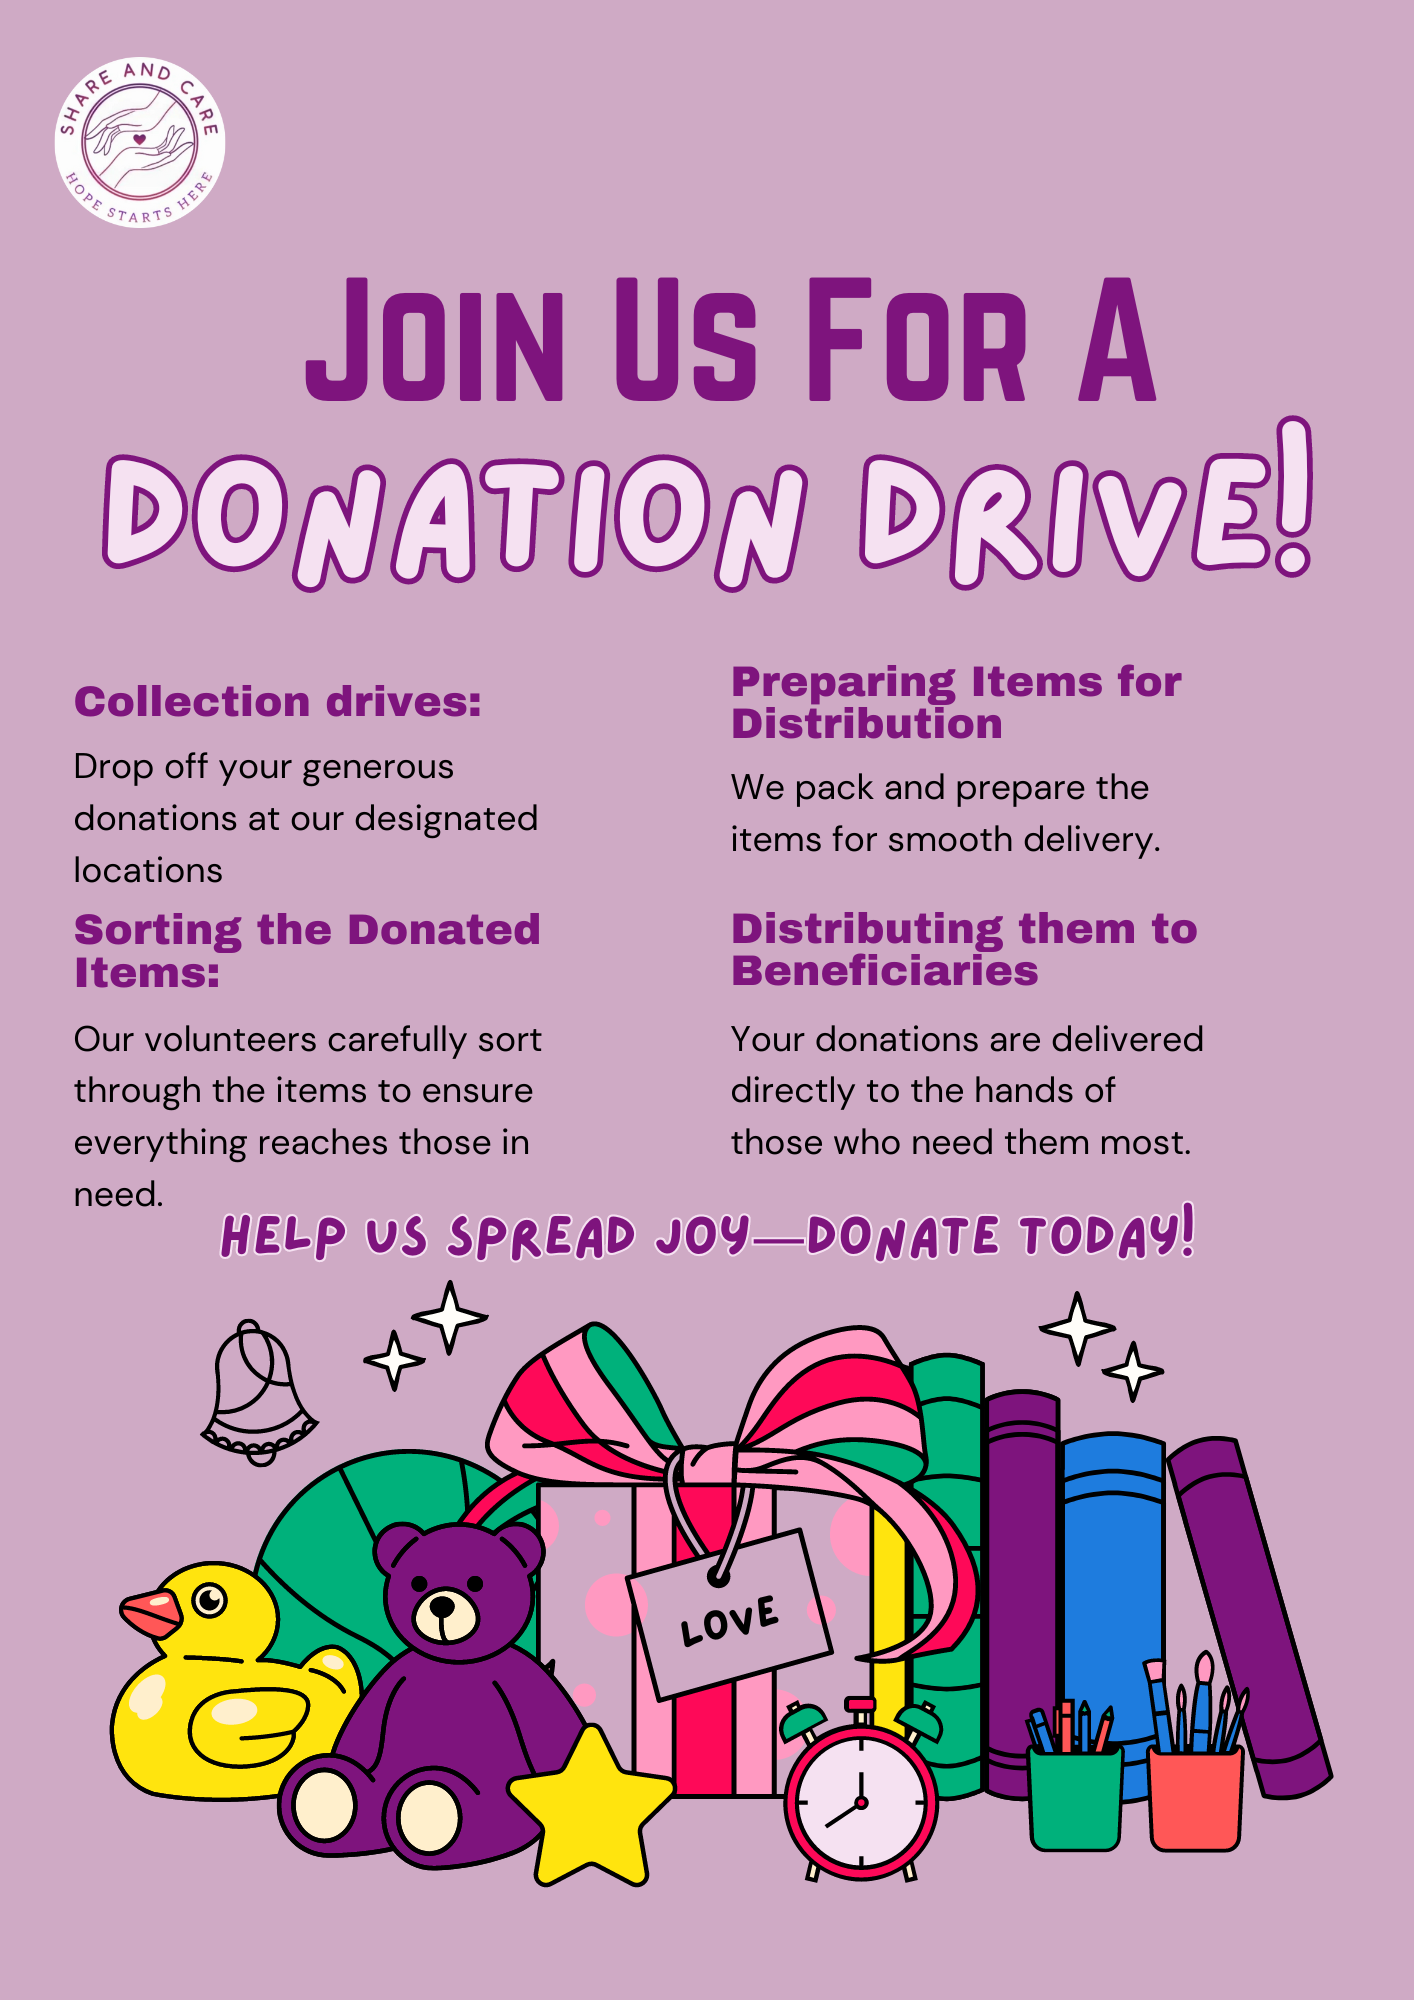 SHARE AND CARE
HOPE STARTS HERE
Join Us For A
DONATION DRIVE!
Collection drives:
Drop off your generous
donations at our designated
locations
Sorting the Donated
Items:
Our volunteers carefully sort
through the items to ensure
everything reaches those in
need.
Preparing Items for
Distribution
We pack and prepare the
items for smooth delivery.
Distributing them to
Beneficiaries
Your donations are delivered
directly to the hands of
those who need them most.
HELP US SPREAD JOY—DONATE TODAY!
LOVE